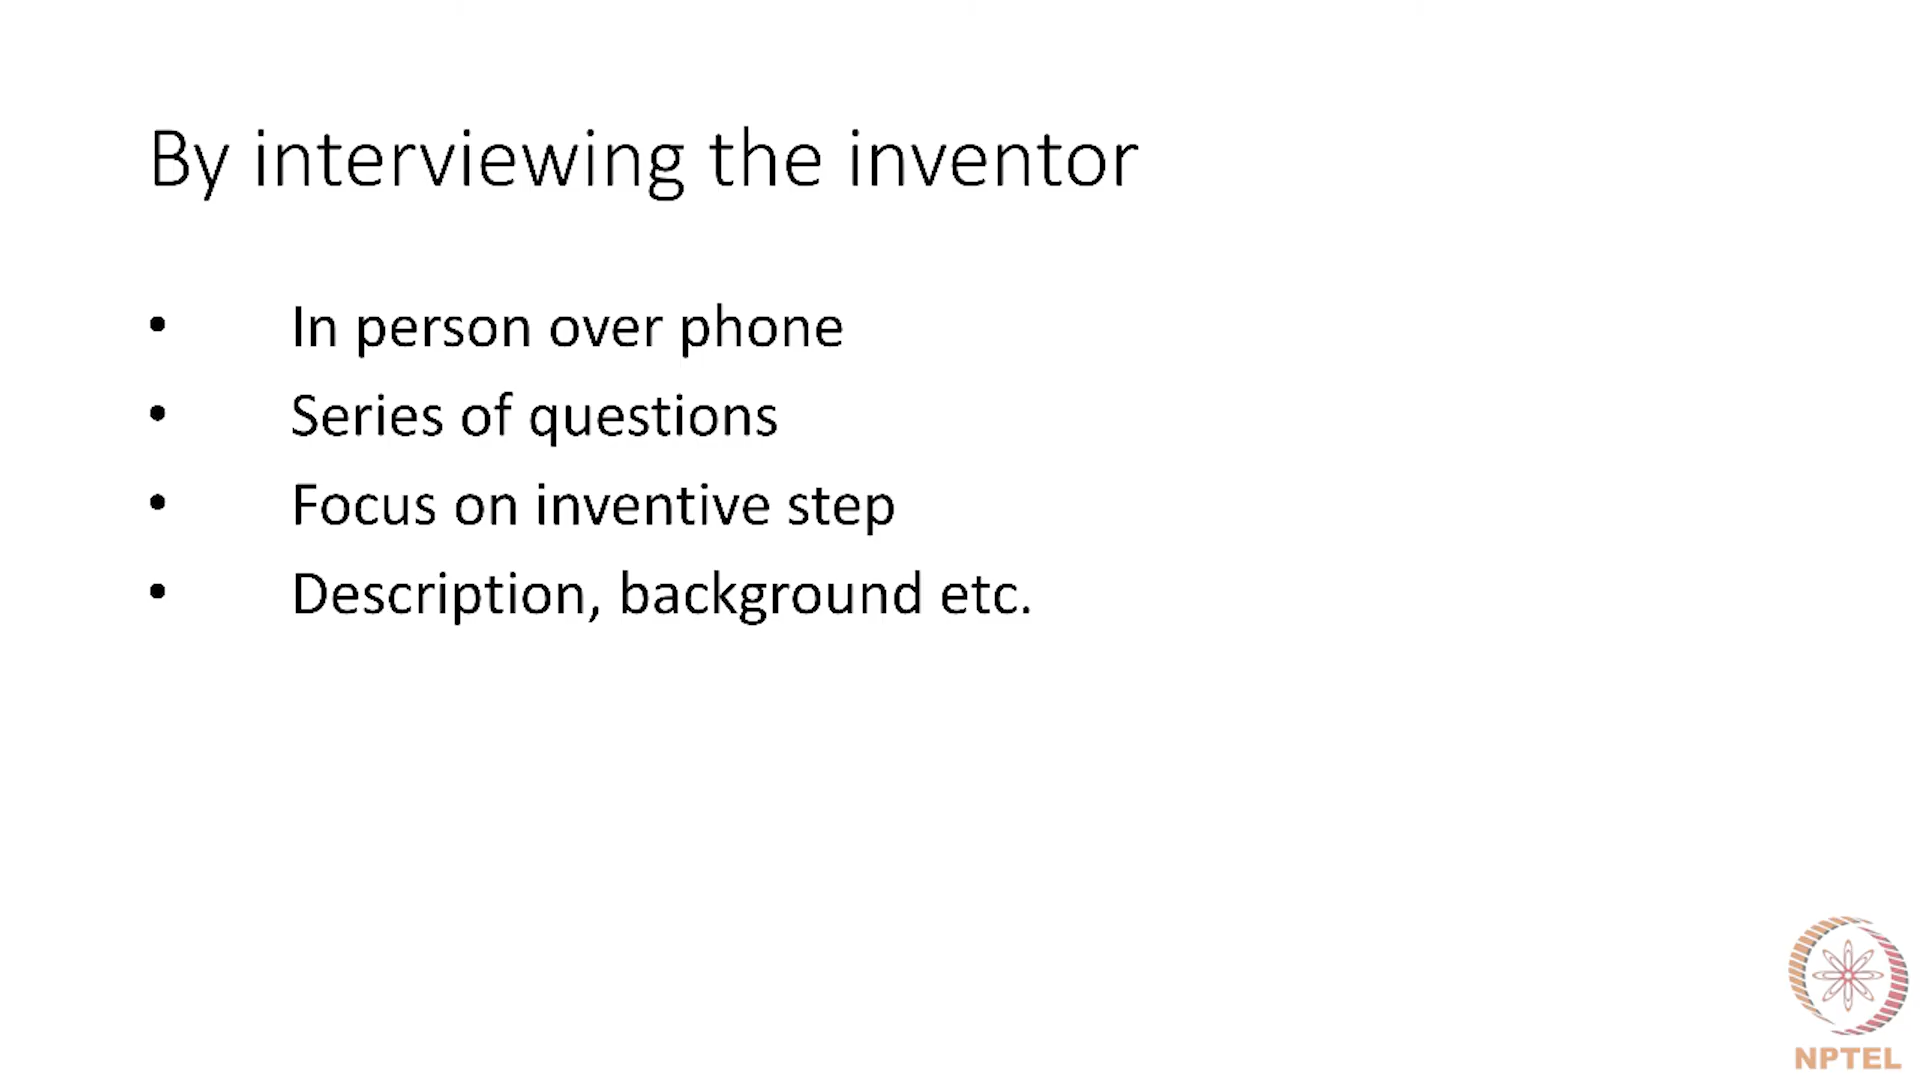 By interviewing the inventor
• In person over phone
• Series of questions
• Focus on inventive step
• Description, background etc.
NPTEL